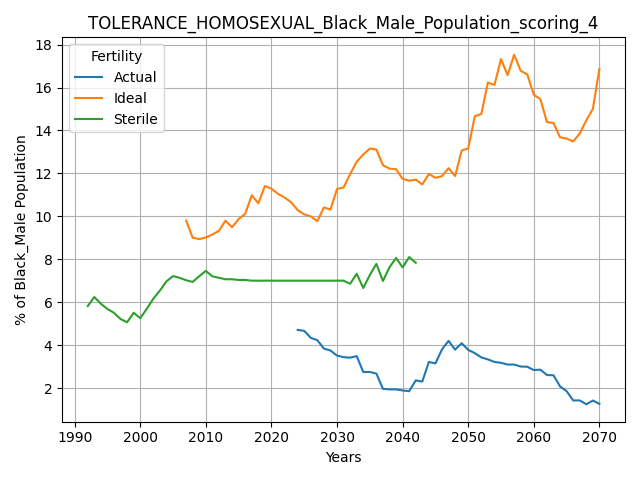 TOLERANCE_HOMOSEXUAL_Black_Male_Population_scoring_4
Fertility
Actual
Ideal
Sterile
% of Black_Male Population
18
16
14
12
10
8
6
4
2
1990 2000 2010 2020 2030 2040 2050 2060 2070
Years